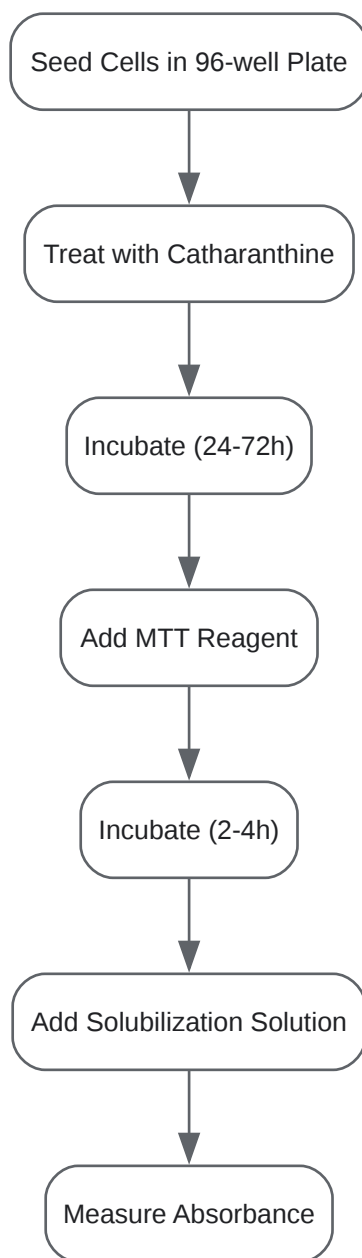 Seed Cells in 96-well Plate
Treat with Catharanthine
Incubate (24-72h)
Add MTT Reagent
Incubate (2-4h)
Add Solubilization Solution
Measure Absorbance